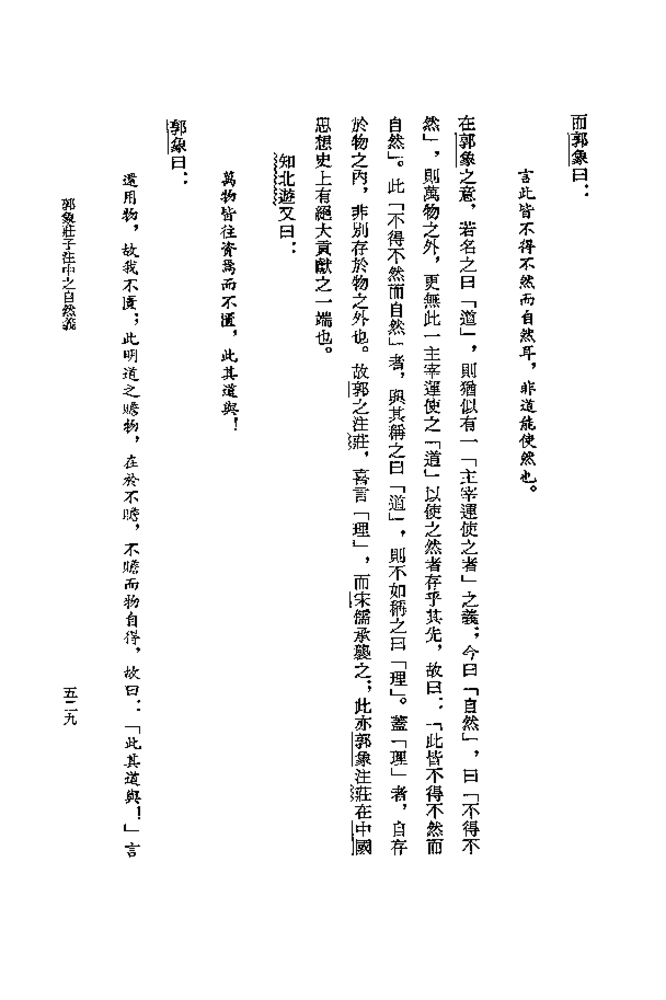 而郭象曰：
言此皆不得不然而自然耳，非道能使然也。
在郭象之意，若名之曰「道」，則猶似有一「主宰運使之者」之義；今曰「自然」，曰「不得不
然」，則萬物之外，更無此一主宰運使之「道」以使之然者存乎其先，故曰：「此皆不得不然而
自然」。此「不得不然而自然」者，與其稱之曰「道」，則不如稱之曰「理」。蓋「理」者，自存
於物之內，非別存於物之外也。故郭之注莊，喜言「理」，而宋儒承襲之；此亦郭象注莊在中國
思想史上有絕大貢獻之一端也。
知北遊又曰：
萬物皆往資焉而不匱，此其道與！
郭象曰：
還用物，故我不匱；此明道之贍物，在於不贍，不贍而物自得，故曰：「此其道與！」言
郭象莊子注中之自然義
五二九